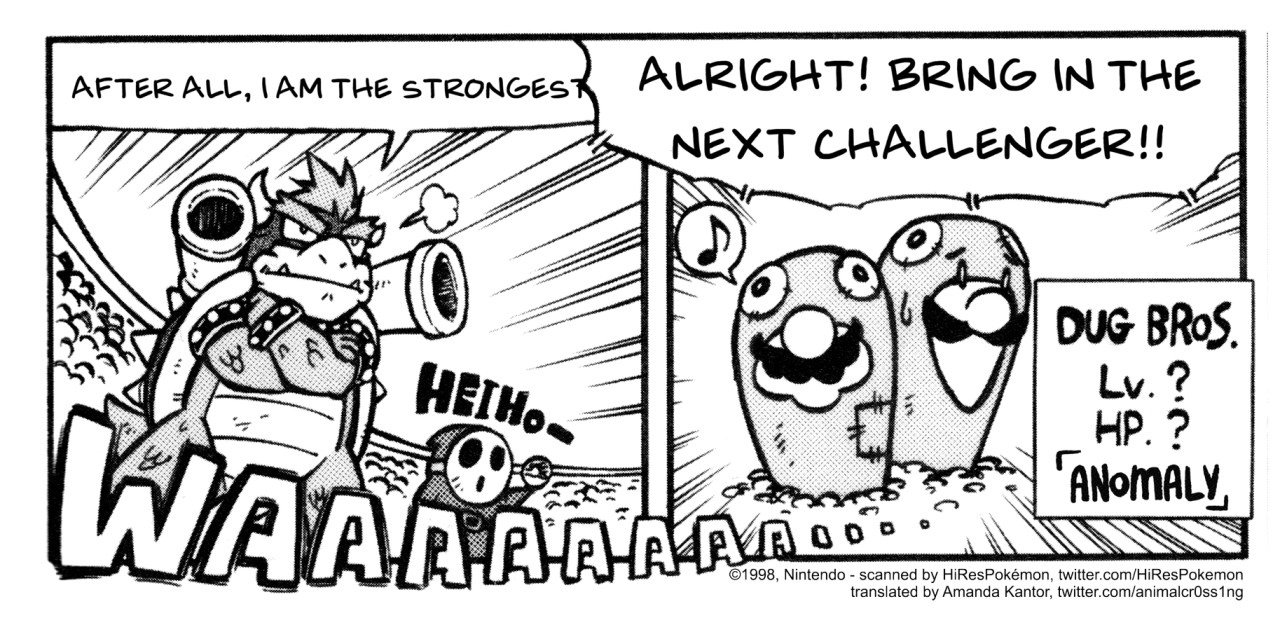 AFTER ALL, I AM THE STRONGEST
ALRIGHT! BRING IN THE
NEXT CHALLENGER!!
HEIHO–
DUG BROS.
Lv. ?
HP. ?
「ANOMALY」
WAAAAAAAAooo...
©1998, Nintendo - scanned by HiResPokémon, twitter.com/HiResPokemon
translated by Amanda Kantor, twitter.com/animalcr0ss1ng